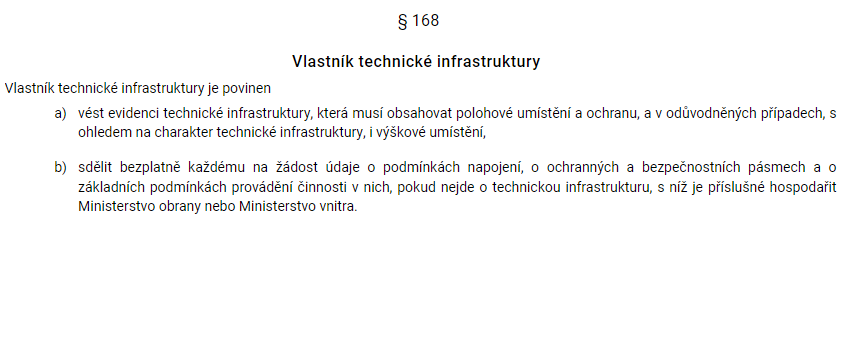 § 168
Vlastník technické infrastruktury
Vlastník technické infrastruktury je povinen
a) vést evidenci technické infrastruktury, která musí obsahovat polohové umístění a ochranu, a v odůvodněných případech, s
ohledem na charakter technické infrastruktury, i výškové umístění,
b) sdělit bezplatně každému na žádost údaje o podmínkách napojení, o ochranných a bezpečnostních pásmech a o
základních podmínkách provádění činnosti v nich, pokud nejde o technickou infrastrukturu, s níž je příslušné hospodařit
Ministerstvo obrany nebo Ministerstvo vnitra.